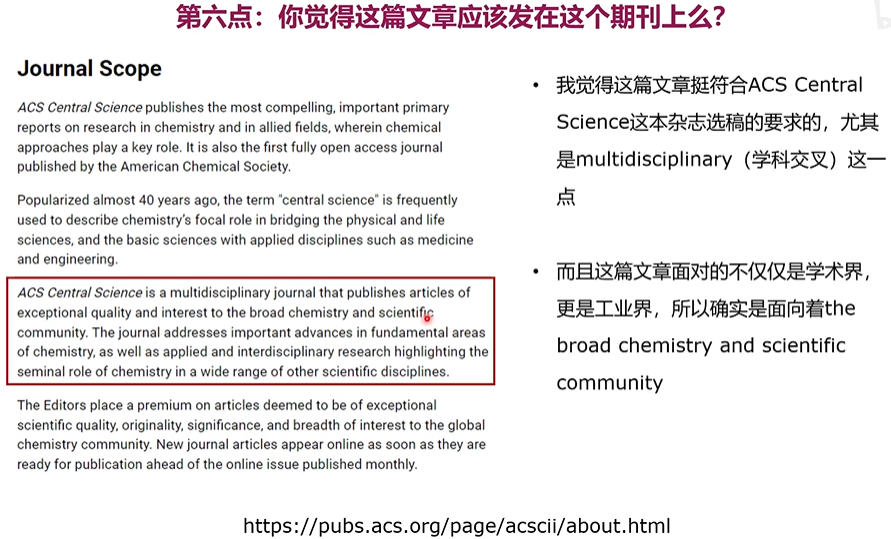 第六点：你觉得这篇文章应该发在这个期刊上么？
Journal Scope
ACS Central Science publishes the most compelling, important primary
reports on research in chemistry and in allied fields, wherein chemical
approaches play a key role. It is also the first fully open access journal
published by the American Chemical Society.
Popularized almost 40 years ago, the term "central science" is frequently
used to describe chemistry's focal role in bridging the physical and life
sciences, and the basic sciences with applied disciplines such as medicine
and engineering.
ACS Central Science is a multidisciplinary journal that publishes articles of
exceptional quality and interest to the broad chemistry and scientific
community. The journal addresses important advances in fundamental areas
of chemistry, as well as applied and interdisciplinary research highlighting the
seminal role of chemistry in a wide range of other scientific disciplines.
The Editors place a premium on articles deemed to be of exceptional
scientific quality, originality, significance, and breadth of interest to the global
chemistry community. New journal articles appear online as soon as they are
ready for publication ahead of the online issue published monthly.
• 我觉得这篇文章挺符合ACS Central
Science这本杂志选稿的要求的，尤其
是multidisciplinary（学科交叉）这一
点
• 而且这篇文章面对的不仅仅是学术界，
更是工业界，所以确实是面向着the
broad chemistry and scientific
community
https://pubs.acs.org/page/acscii/about.html